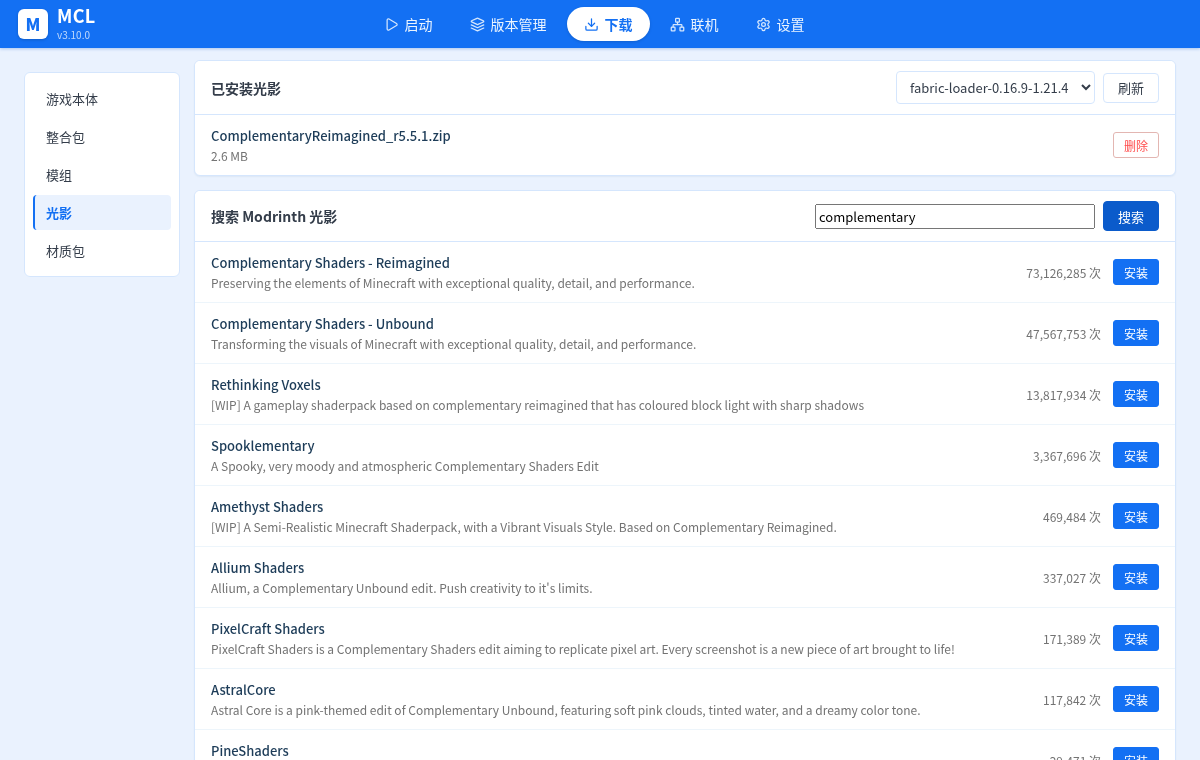 M
MCL
v3.10.0
启动
版本管理
下载
联机
设置
游戏本体
整合包
模组
光影
材质包
已安装光影
fabric-loader-0.16.9-1.21.4
刷新
ComplementaryReimagined_r5.5.1.zip
2.6 MB
删除
搜索 Modrinth 光影
complementary
搜索
Complementary Shaders - Reimagined
Preserving the elements of Minecraft with exceptional quality, detail, and performance.
73,126,285 次
安装
Complementary Shaders - Unbound
Transforming the visuals of Minecraft with exceptional quality, detail, and performance.
47,567,753 次
安装
Rethinking Voxels
[WIP] A gameplay shaderpack based on complementary reimagined that has coloured block light with sharp shadows
13,817,934 次
安装
Spooklementary
A Spooky, very moody and atmospheric Complementary Shaders Edit
3,367,696 次
安装
Amethyst Shaders
[WIP] A Semi-Realistic Minecraft Shaderpack, with a Vibrant Visuals Style. Based on Complementary Reimagined.
469,484 次
安装
Allium Shaders
Allium, a Complementary Unbound edit. Push creativity to it's limits.
337,027 次
安装
PixelCraft Shaders
PixelCraft Shaders is a Complementary Shaders edit aiming to replicate pixel art. Every screenshot is a new piece of art brought to life!
171,389 次
安装
AstralCore
Astral Core is a pink-themed edit of Complementary Unbound, featuring soft pink clouds, tinted water, and a dreamy color tone.
117,842 次
安装
PineShaders